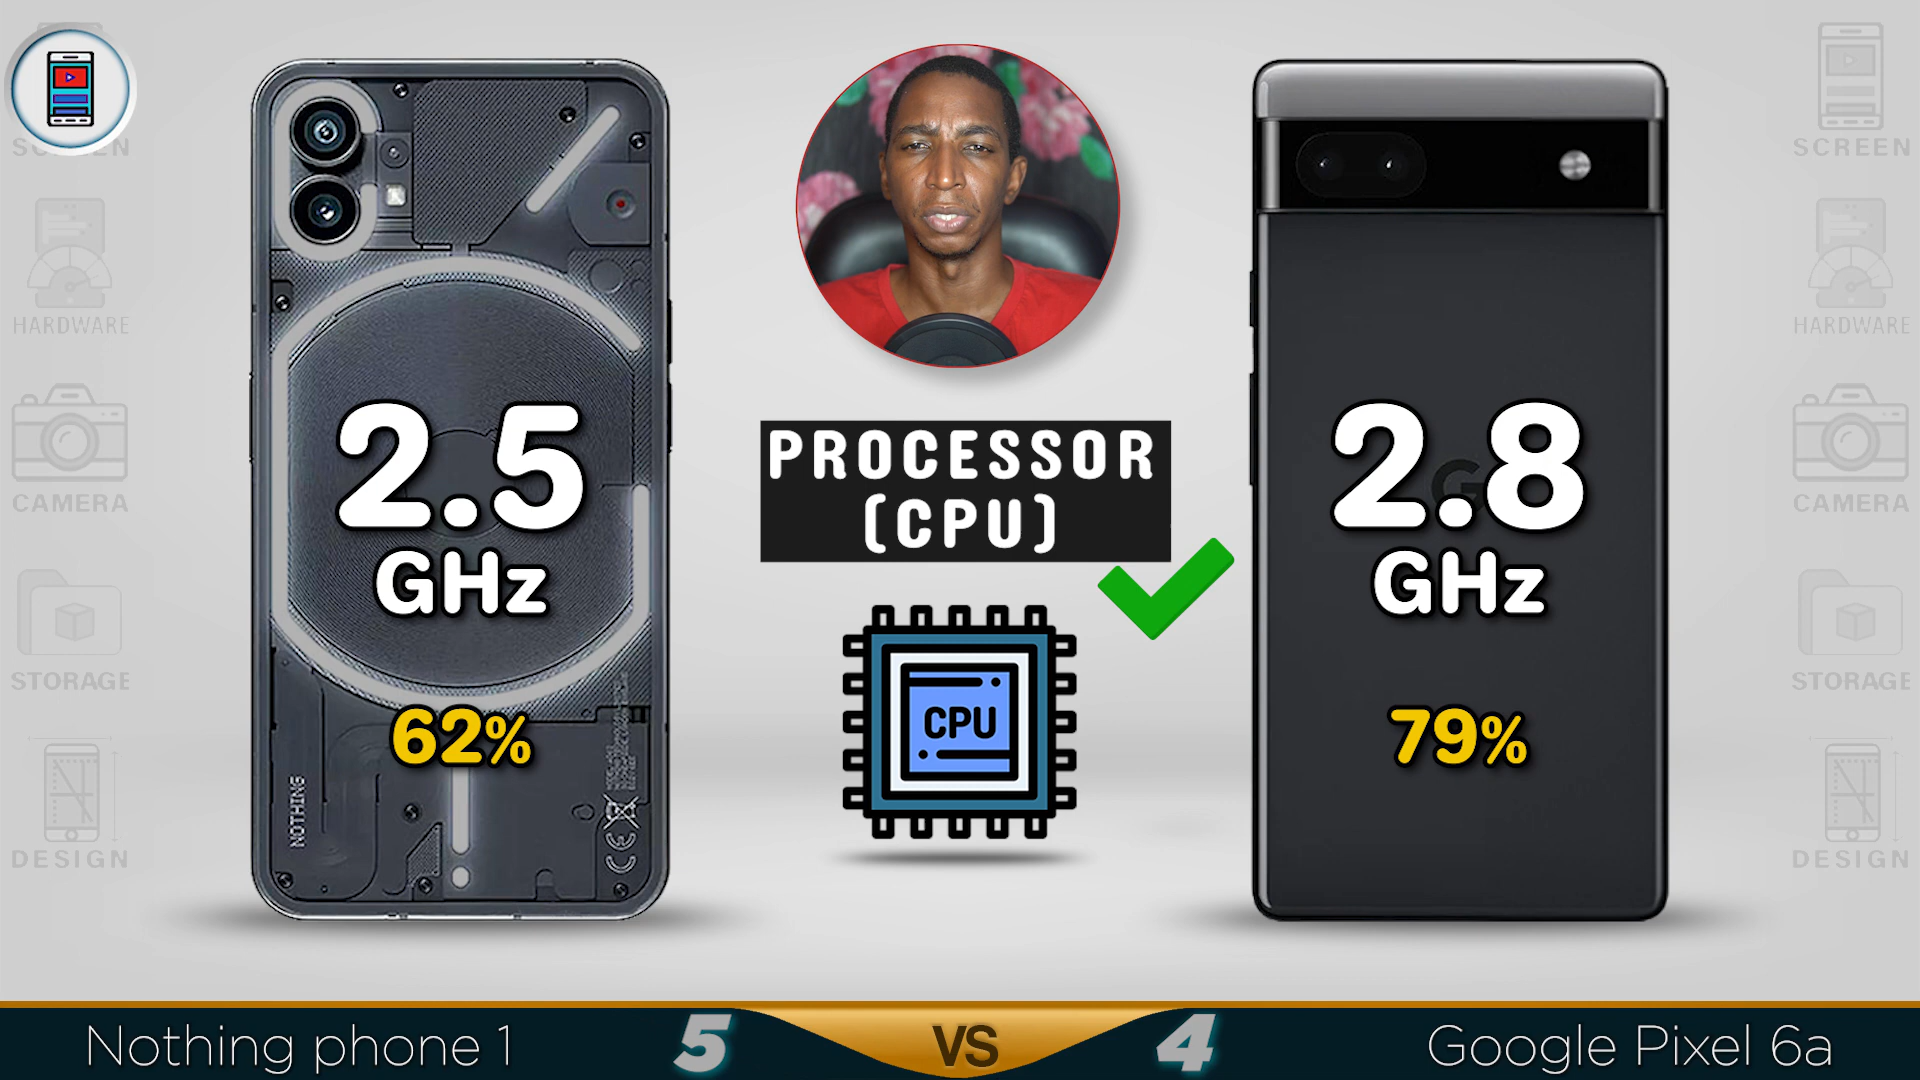 SCREEN
HARDWARE
CAMERA
STORAGE
DESIGN
NOTHING
2.5
GHz
62%
PROCESSOR
(CPU)
CPU
2.8
GHz
79%
SCREEN
HARDWARE
CAMERA
STORAGE
DESIGN
Nothing phone 1
5
VS
4
Google Pixel 6a